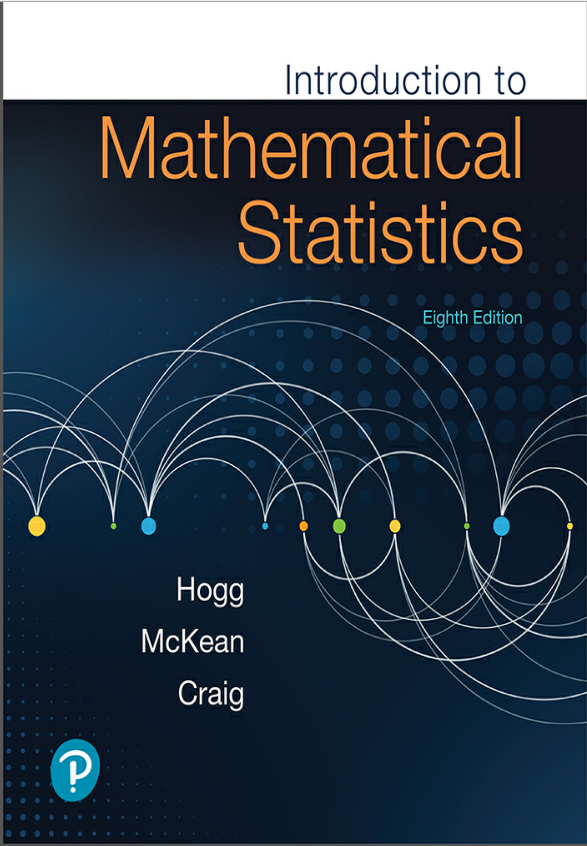 Introduction to
Mathematical
Statistics
Eighth Edition
Hogg
McKean
Craig
P